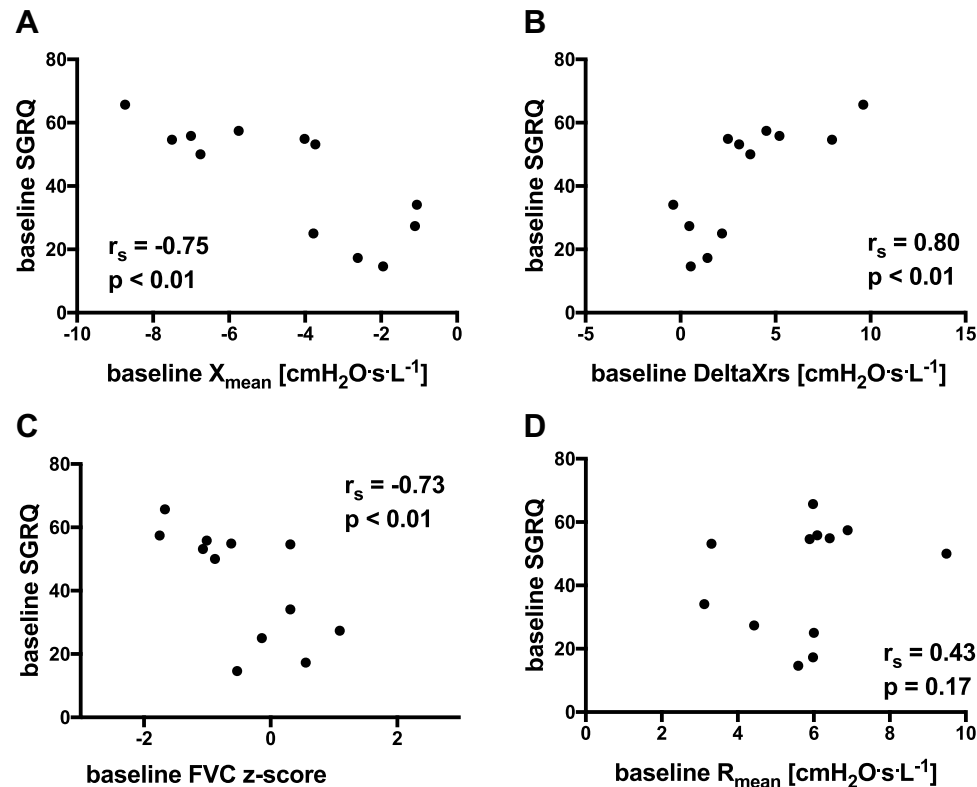 A
80
60
40
20
0
baseline SGRQ
r_s = -0.75
p < 0.01
-10 -8 -6 -4 -2 0
baseline X_mean [cmH₂O·s·L⁻¹]
B
80
60
40
20
0
baseline SGRQ
r_s = 0.80
p < 0.01
-5 0 5 10 15
baseline DeltaXrs [cmH₂O·s·L⁻¹]
C
80
60
40
20
0
baseline SGRQ
r_s = -0.73
p < 0.01
-2 0 2
baseline FVC z-score
D
80
60
40
20
0
baseline SGRQ
r_s = 0.43
p = 0.17
0 2 4 6 8 10
baseline R_mean [cmH₂O·s·L⁻¹]